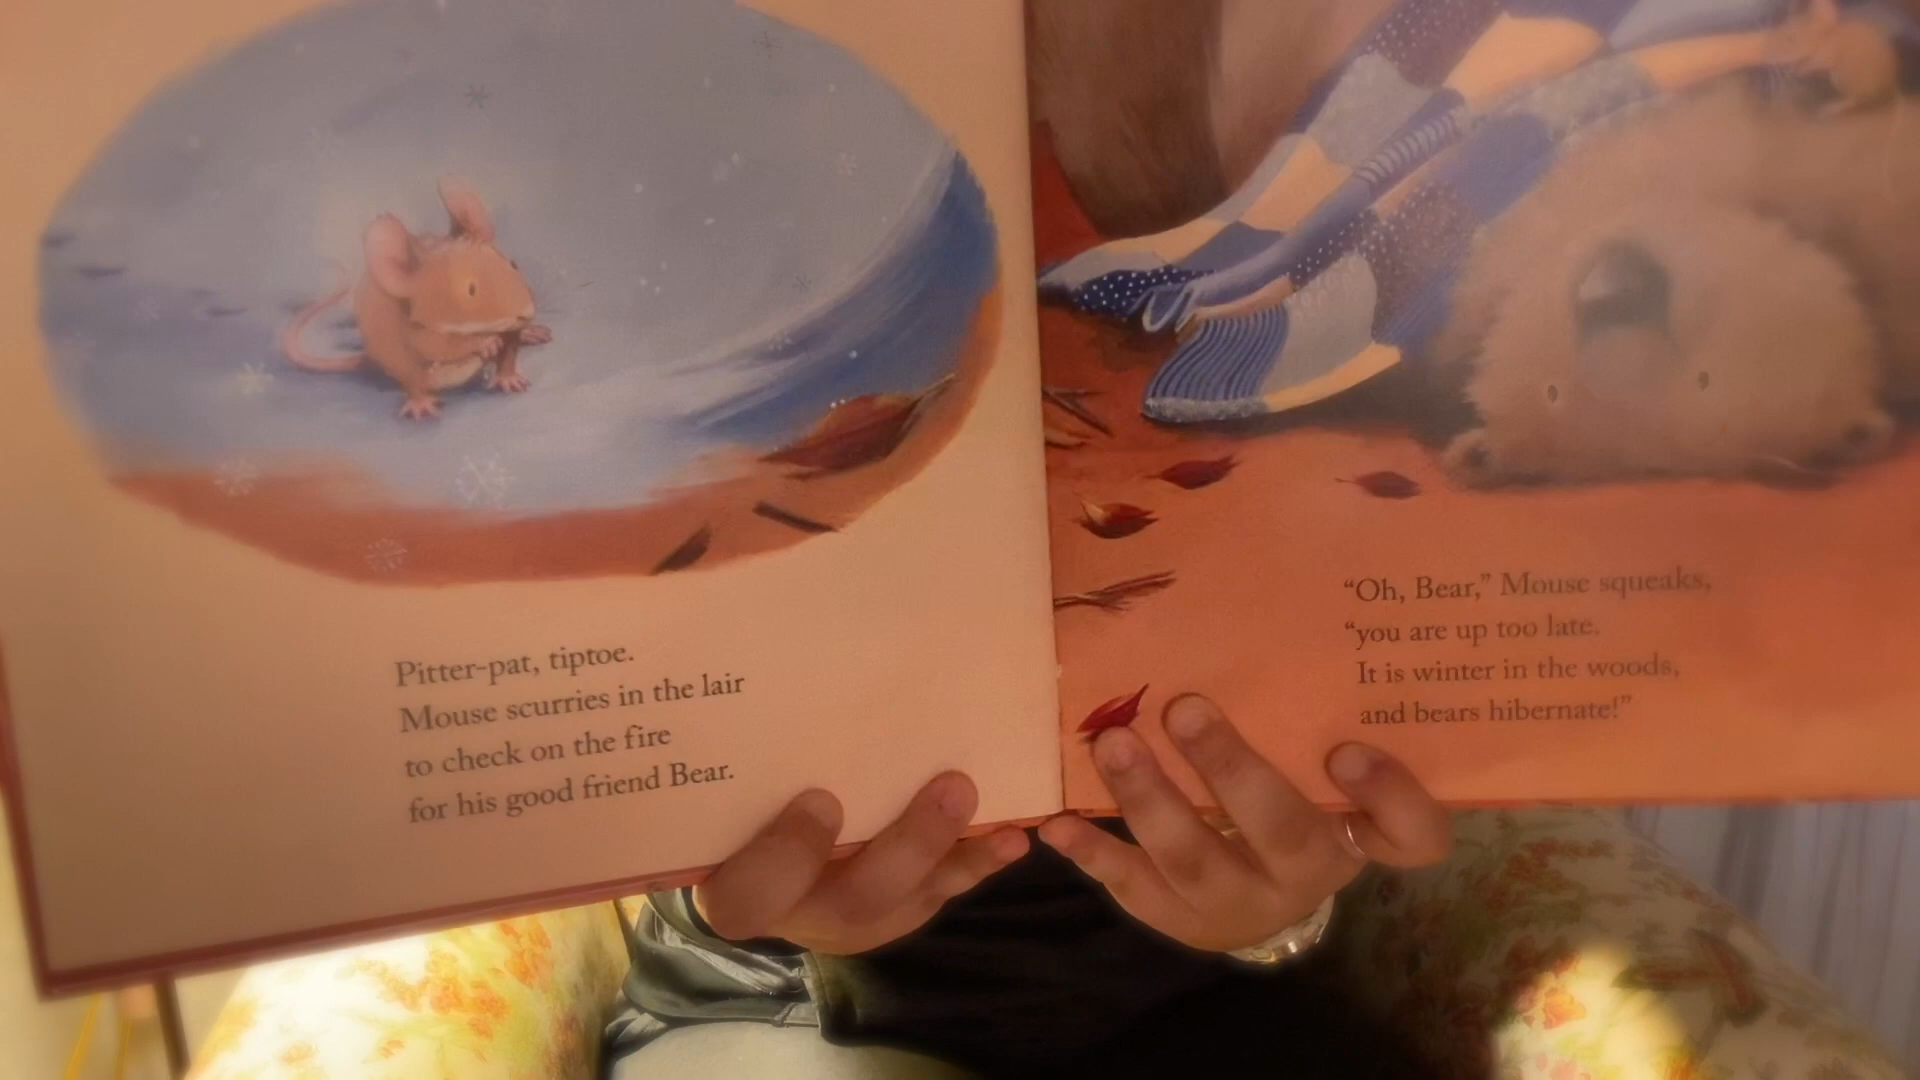 Pitter-pat, tiptoe.
Mouse scurries in the lair
to check on the fire
for his good friend Bear.
“Oh, Bear,” Mouse squeaks,
“you are up too late.
It is winter in the woods,
and bears hibernate!”